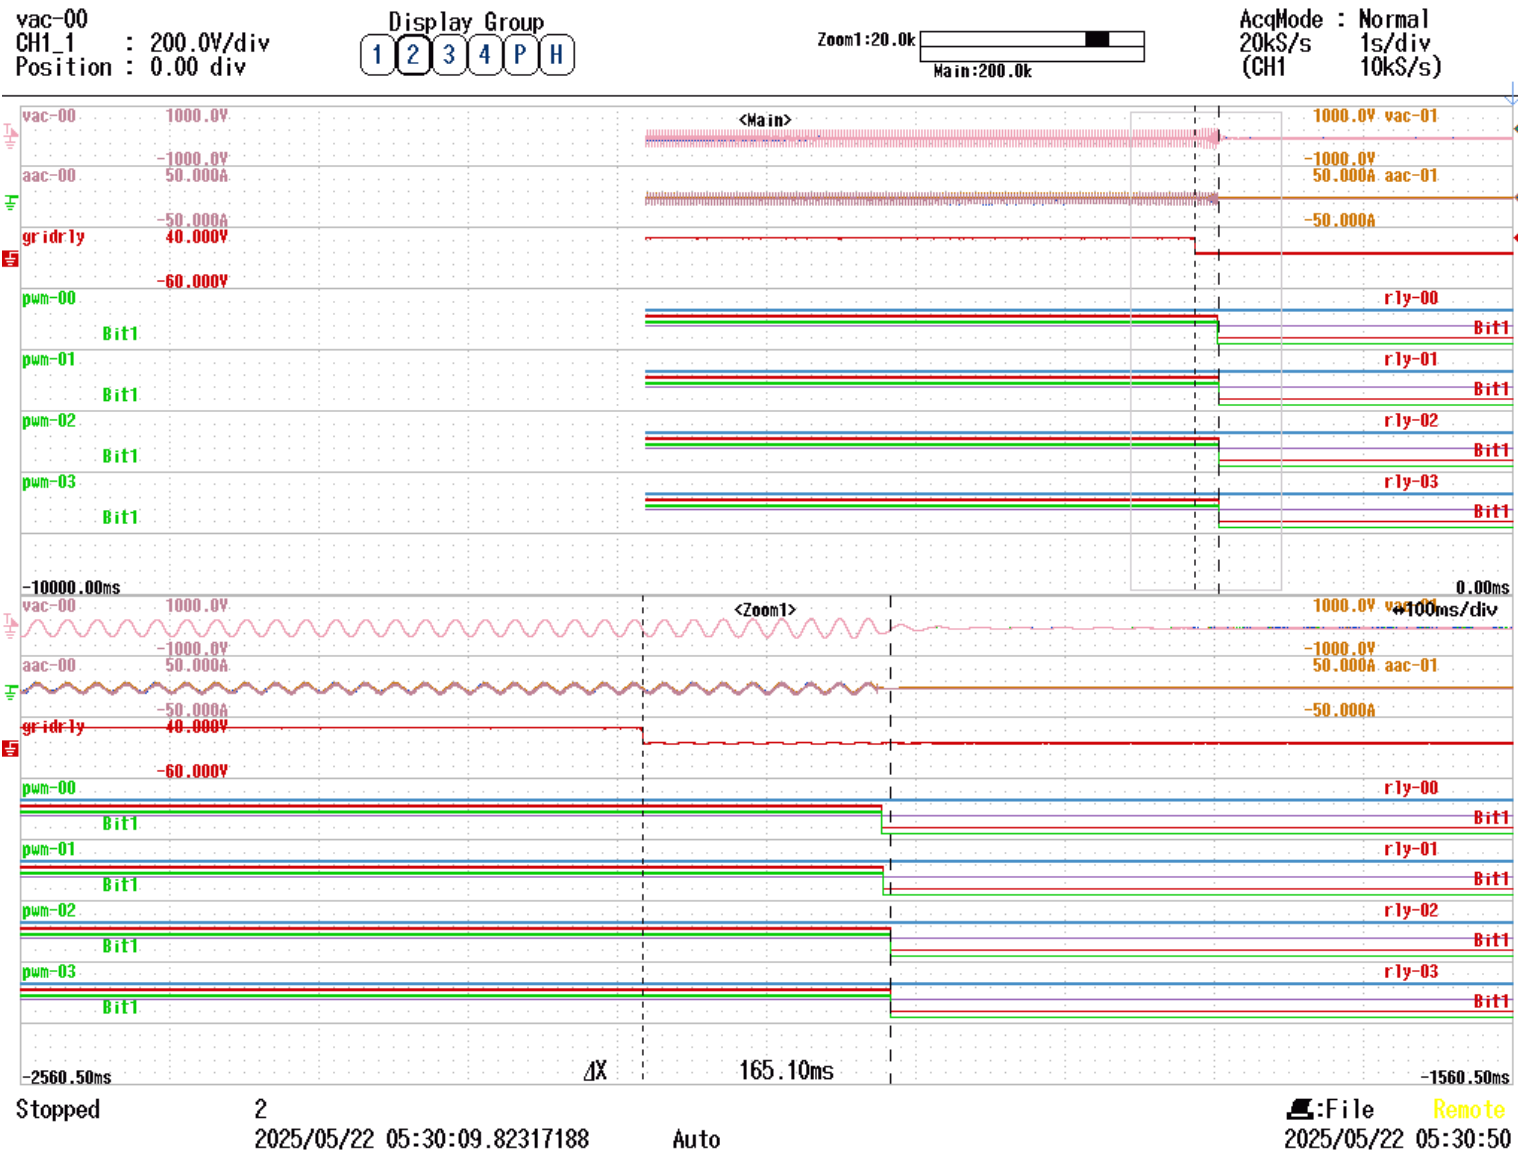 vac-00
CH1_1 : 200.0V/div
Position : 0.00 div
Display Group
1 2 3 4 P H
Zoom1:20.0k
Main:200.0k
AcqMode : Normal
20kS/s 1s/div
(CH1 10kS/s)
vac-00 1000.0V <Main> 1000.0V vac-01
-1000.0V -1000.0V
aac-00 50.000A 50.000A aac-01
-50.000A -50.000A
gridrly 40.000V
-60.000V
pwm-00 rly-00
Bit1 Bit1
pwm-01 rly-01
Bit1 Bit1
pwm-02 rly-02
Bit1 Bit1
pwm-03 rly-03
Bit1 Bit1
-10000.00ms 0.00ms
vac-00 1000.0V <Zoom1> 1000.0V 100ms/div
-1000.0V -1000.0V
aac-00 50.000A 50.000A aac-01
-50.000A -50.000A
gridrly 40.000V
-60.000V
pwm-00 rly-00
Bit1 Bit1
pwm-01 rly-01
Bit1 Bit1
pwm-02 rly-02
Bit1 Bit1
pwm-03 rly-03
Bit1 Bit1
ΔX 165.10ms
-2560.50ms -1560.50ms
Stopped 2 :File Remote
2025/05/22 05:30:09.82317188 Auto 2025/05/22 05:30:50